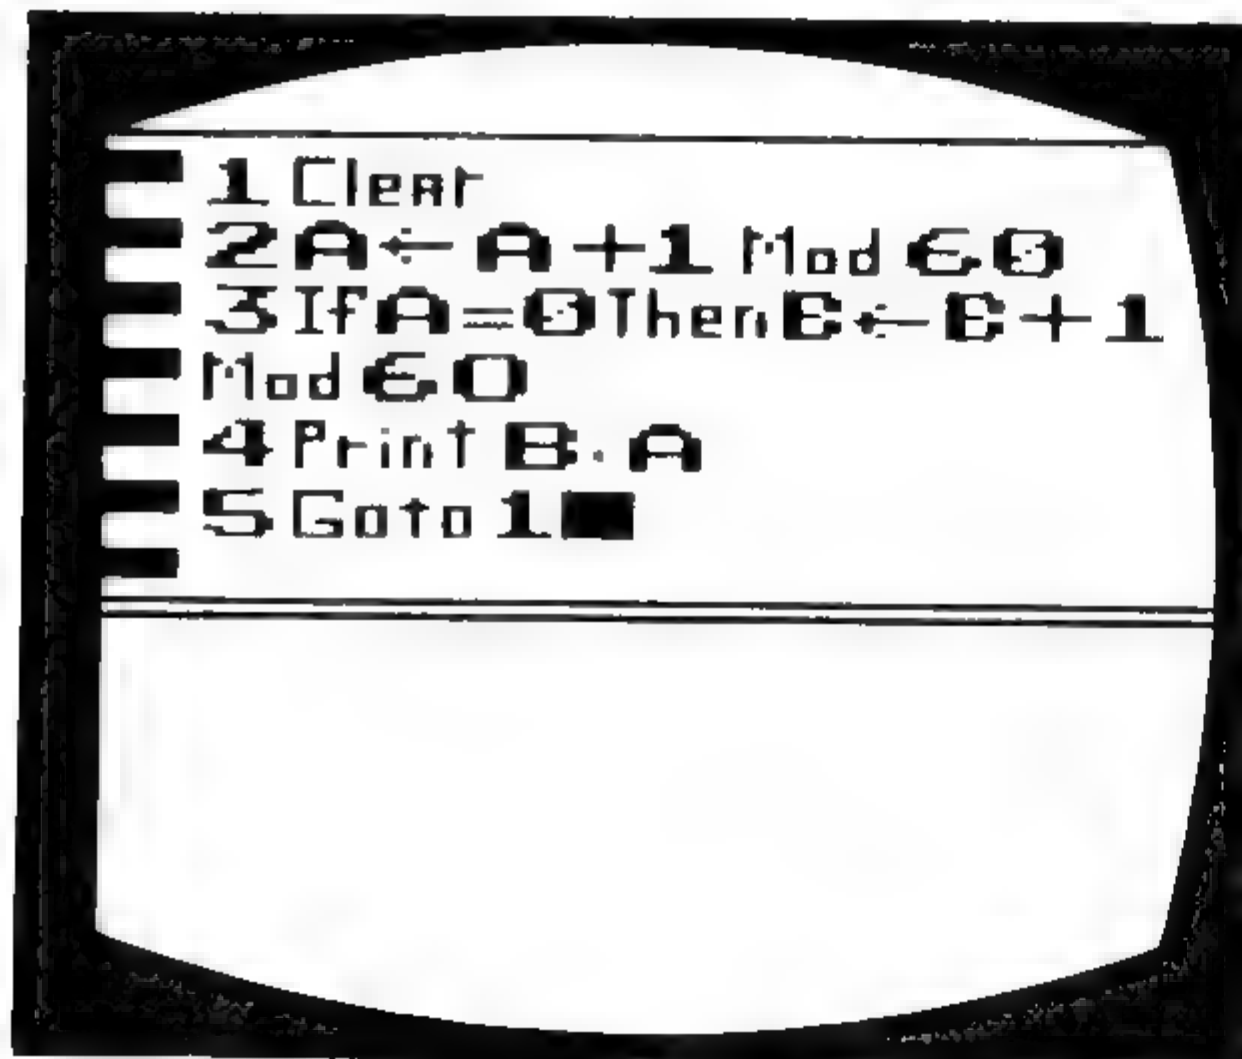 1 Clear
2 A ← A + 1 Mod 60
3 If A = 0 Then B ← B + 1
Mod 60
4 Print B, A
5 Goto 1